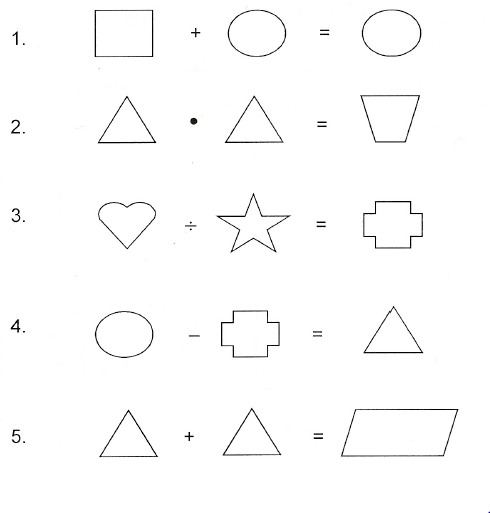 1. + =
2. • =
3. ÷ =
4. – =
5. + =